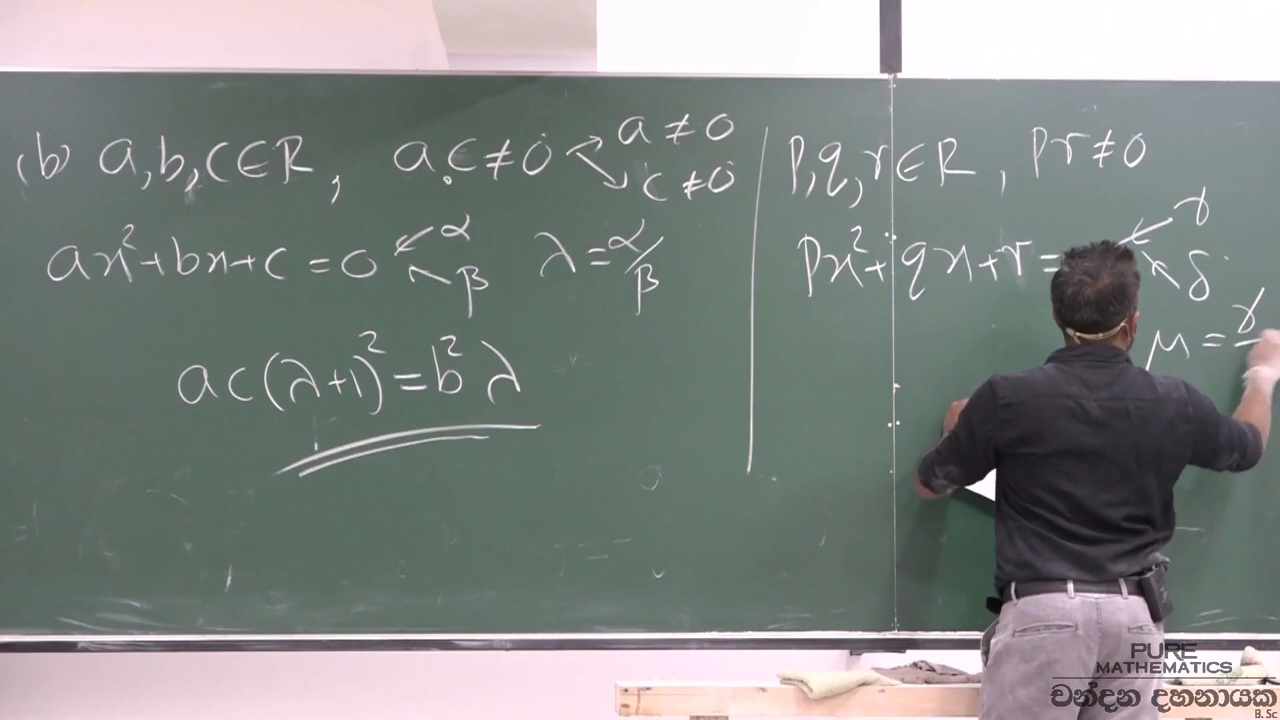 (b) a,b,c∈R, a.c≠0 a≠0
c≠0
ax²+bx+c=0 α
β
λ=α/β
ac(λ+1)²=b²λ
p,q,r∈R, pr≠0
px²+qx+r= γ
δ
μ=γ
PURE
MATHEMATICS
චන්දන දහනායක
B.Sc